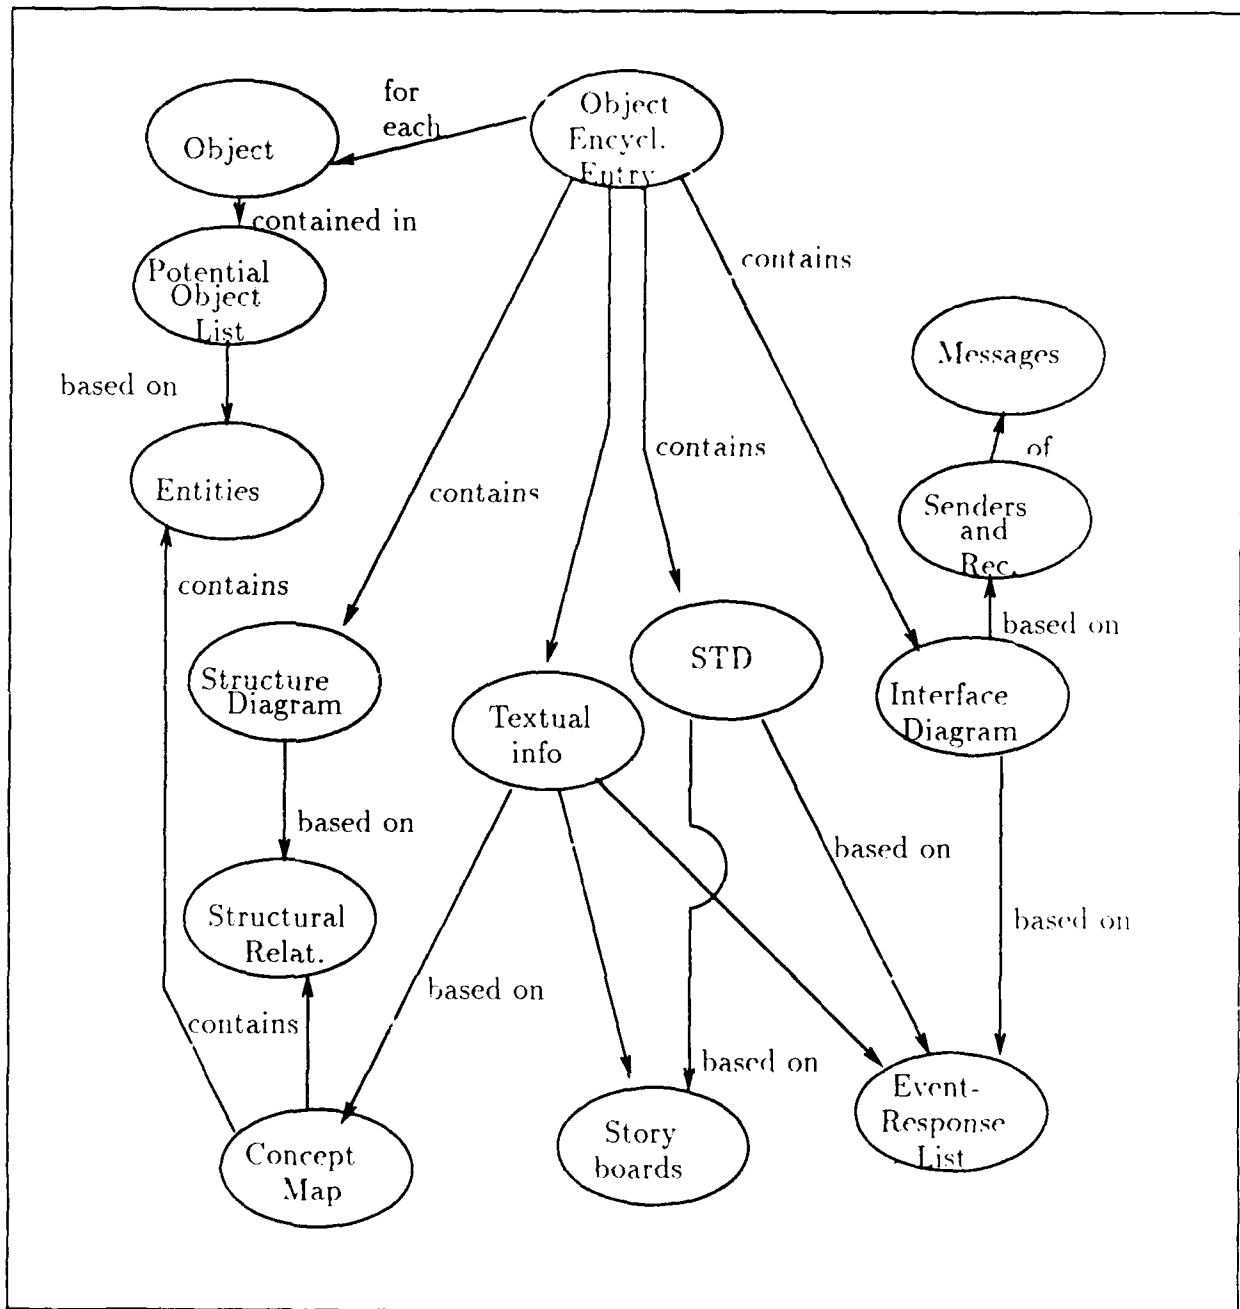 for
each
Object
Object
Encycl.
Entry
contained in
Potential
Object
List
contains
Messages
based on
of
contains
contains
Entities
Senders
and
Rec.
contains
based on
STD
Structure
Diagram
Interface
Diagram
Textual
info
based on
based on
Structural
Relat.
based on
based on
contains
based on
Event-
Response
List
Story
boards
Concept
Map